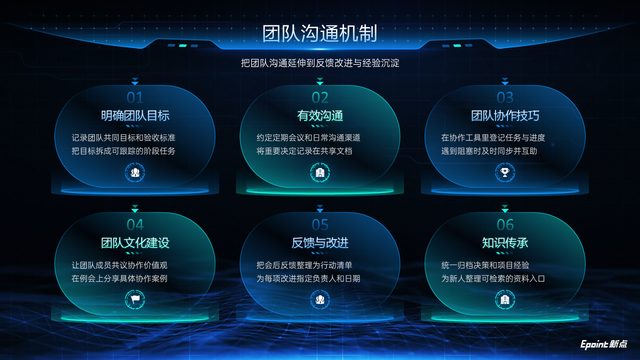 团队沟通机制
把团队沟通延伸到反馈改进与经验沉淀
01
明确团队目标
记录团队共同目标和验收标准
把目标拆成可跟踪的阶段任务
02
有效沟通
约定定期会议和日常沟通渠道
将重要决定记录在共享文档
03
团队协作技巧
在协作工具里登记任务与进度
遇到阻塞时及时同步并互助
04
团队文化建设
让团队成员共议协作价值观
在例会上分享具体协作案例
05
反馈与改进
把会后反馈整理为行动清单
为每项改进指定负责人和日期
06
知识传承
统一归档决策和项目经验
为新人整理可检索的资料入口
Epoint新点